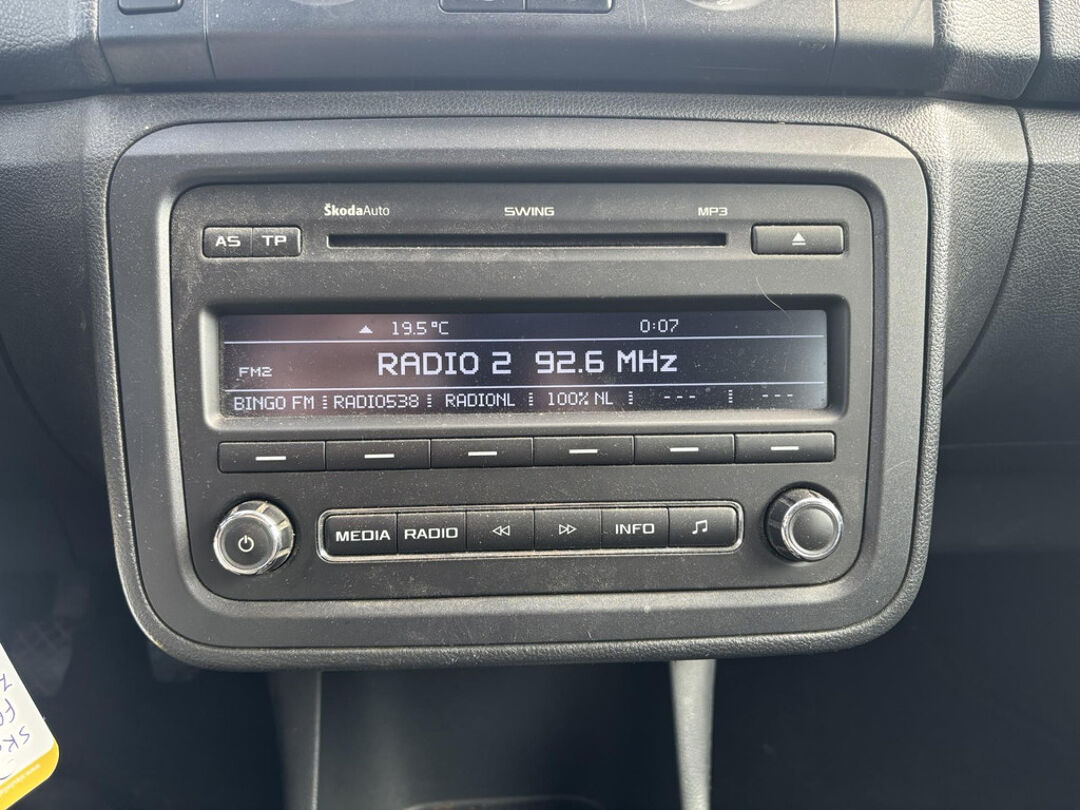 ŠkodaAuto SWING MP3
AS TP
19.5°C 0:07
FM2 RADIO 2 92.6 MHz
BINGO FM RADIO538 RADIONL 100% NL --- ---
MEDIA RADIO INFO